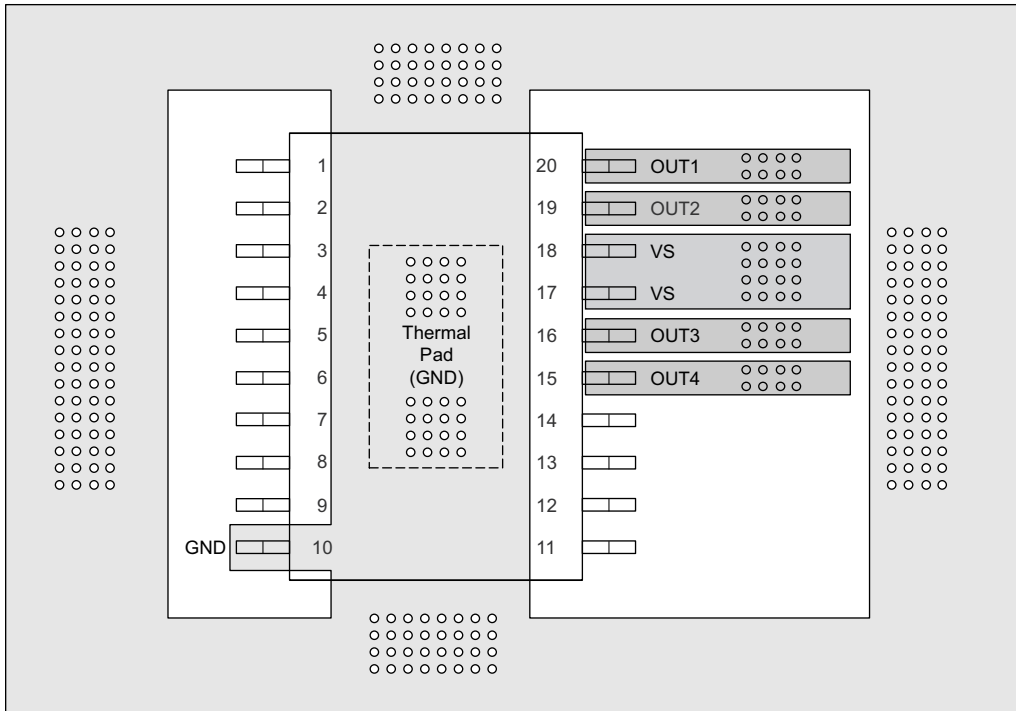 1
2
3
4
5
6
7
8
9
GND 10
Thermal
Pad
(GND)
20 OUT1
19 OUT2
18 VS
17 VS
16 OUT3
15 OUT4
14
13
12
11